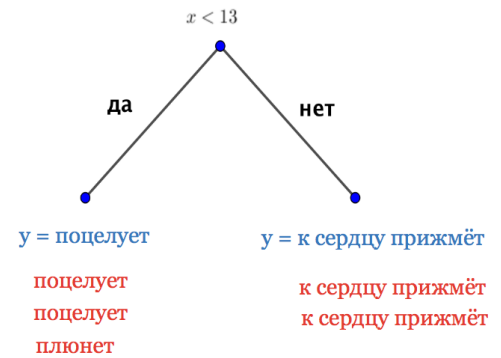 x < 13
да
нет
y = поцелует
y = к сердцу прижмёт
поцелует
к сердцу прижмёт
поцелует
к сердцу прижмёт
плюнет